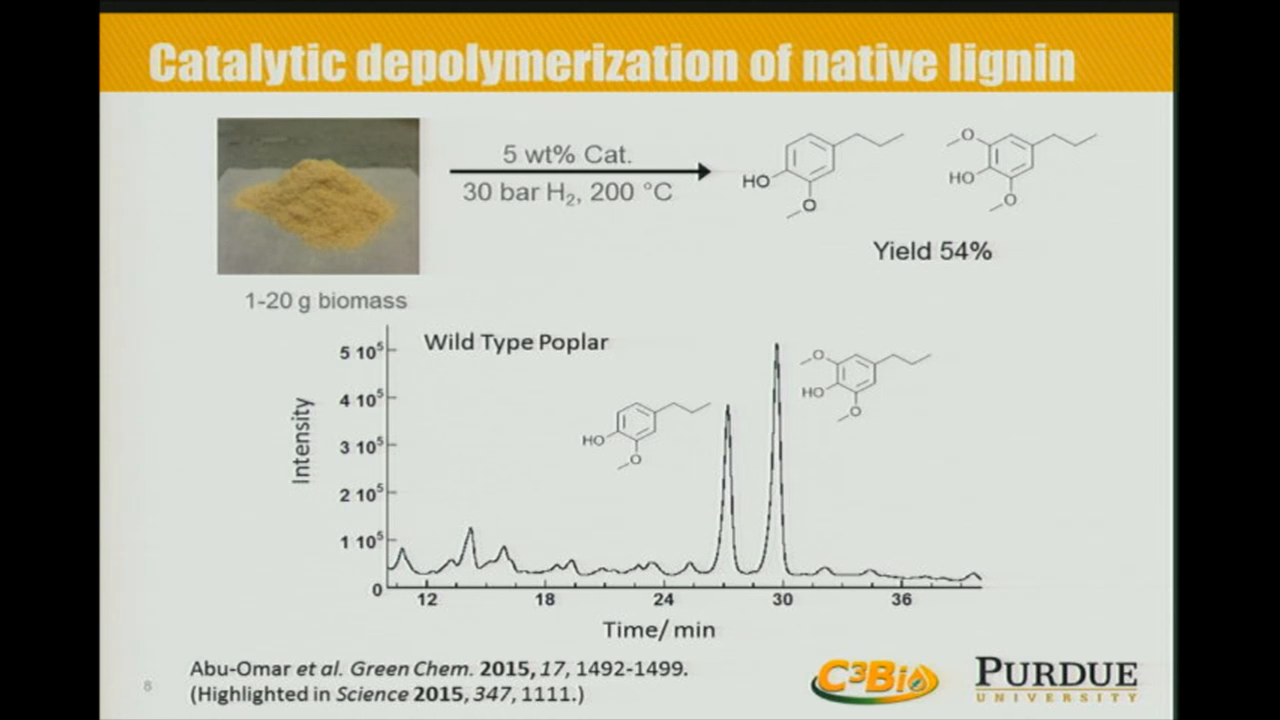 Catalytic depolymerization of native lignin
5 wt% Cat.
30 bar H₂, 200 °C
HO
O
O
HO
O
Yield 54%
1-20 g biomass
Wild Type Poplar
5 10⁵
4 10⁵
3 10⁵
2 10⁵
1 10⁵
0
Intensity
HO
O
O
HO
O
12 18 24 30 36
Time/ min
Abu-Omar et al. Green Chem. 2015, 17, 1492-1499.
(Highlighted in Science 2015, 347, 1111.)
8
C³Bio
PURDUE
UNIVERSITY